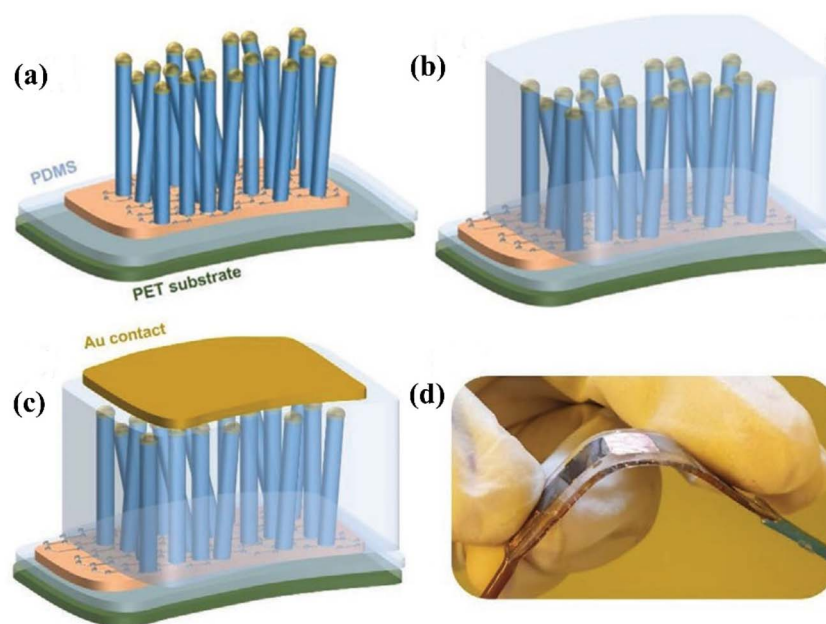 (a)
(b)
PDMS
PET substrate
Au contact
(c)
(d)